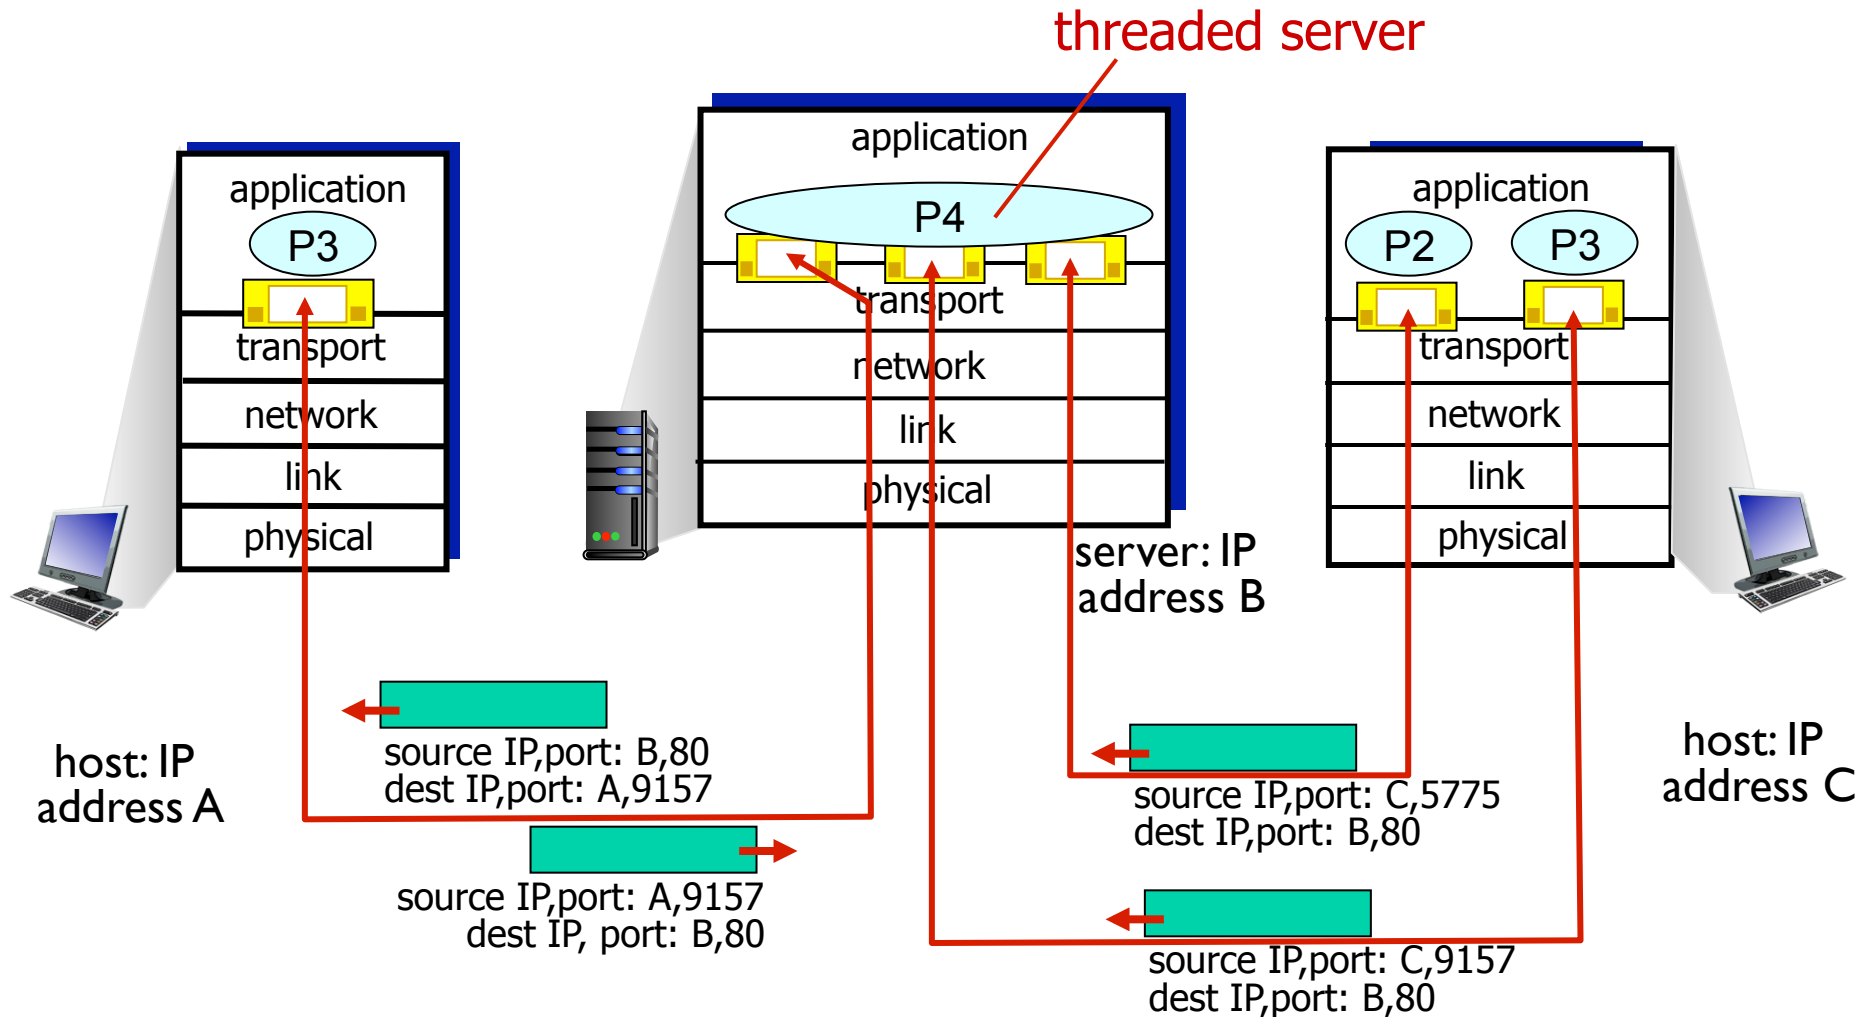 threaded server
application
P3
transport
network
link
physical
application
P4
transport
network
link
physical
application
P2
P3
transport
network
link
physical
server: IP
address B
host: IP
address A
source IP,port: B,80
dest IP,port: A,9157
source IP,port: A,9157
dest IP, port: B,80
source IP,port: C,5775
dest IP,port: B,80
source IP,port: C,9157
dest IP,port: B,80
host: IP
address C